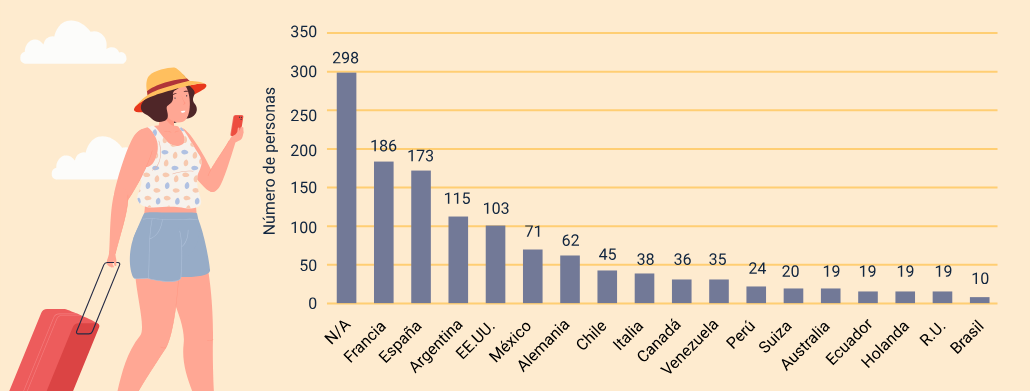 Número de personas
350
300
250
200
150
100
50
0
298
186
173
115
103
71
62
45
38
36
35
24
20
19
19
19
19
10
N/A
Francia
España
Argentina
EE.UU.
México
Alemania
Chile
Italia
Canadá
Venezuela
Perú
Suiza
Australia
Ecuador
Holanda
R.U.
Brasil